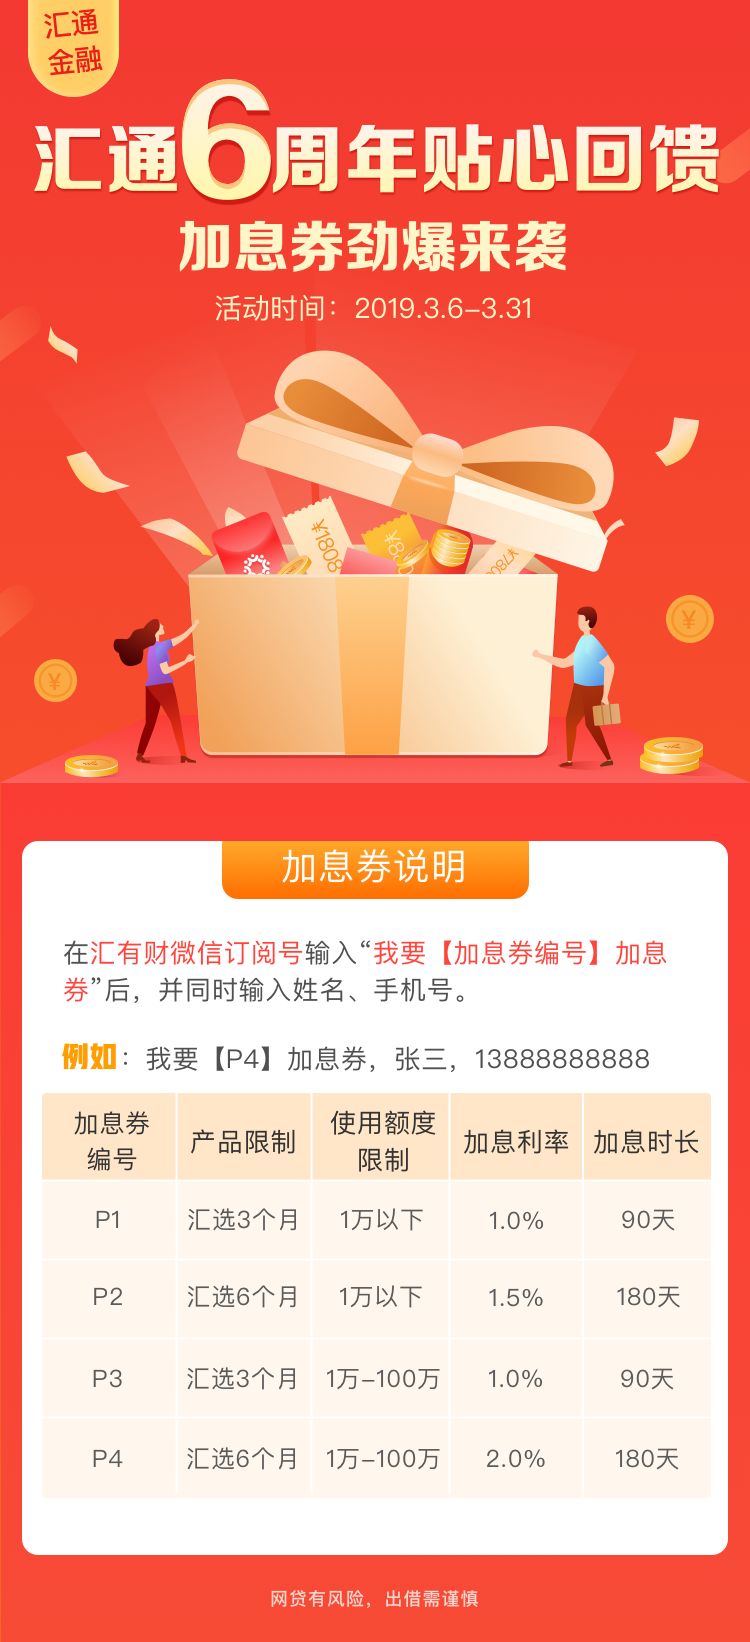 汇通
金融
汇通6周年贴心回馈
加息券劲爆来袭
活动时间：2019.3.6-3.31
¥1808
¥
¥
加息券说明
在汇有财微信订阅号输入“我要【加息券编号】加息
券”后，并同时输入姓名、手机号。
例如：我要【P4】加息券，张三，13888888888
加息券编号 产品限制 使用额度限制 加息利率 加息时长
P1 汇选3个月 1万以下 1.0% 90天
P2 汇选6个月 1万以下 1.5% 180天
P3 汇选3个月 1万-100万 1.0% 90天
P4 汇选6个月 1万-100万 2.0% 180天
网贷有风险，出借需谨慎